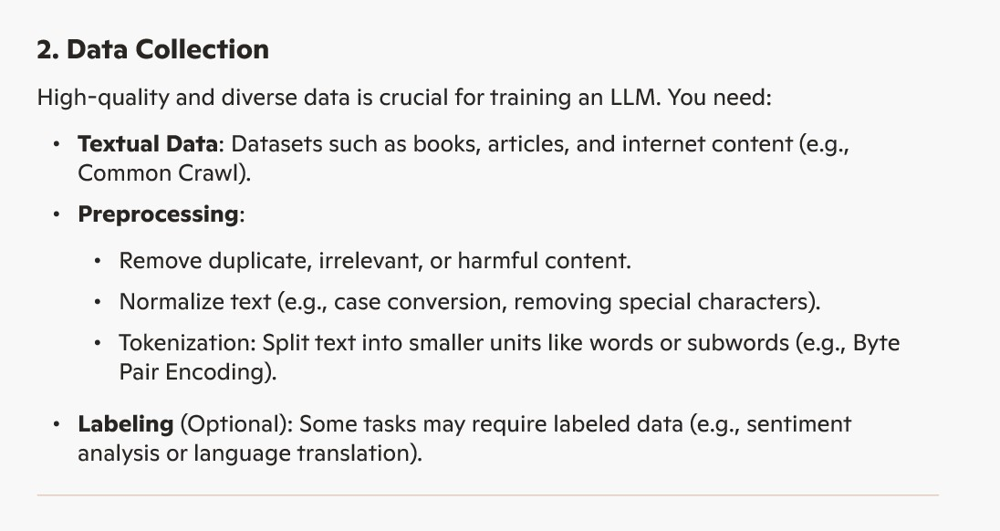 2. Data Collection
High-quality and diverse data is crucial for training an LLM. You need:
• Textual Data: Datasets such as books, articles, and internet content (e.g.,
Common Crawl).
• Preprocessing:
• Remove duplicate, irrelevant, or harmful content.
• Normalize text (e.g., case conversion, removing special characters).
• Tokenization: Split text into smaller units like words or subwords (e.g., Byte
Pair Encoding).
• Labeling (Optional): Some tasks may require labeled data (e.g., sentiment
analysis or language translation).